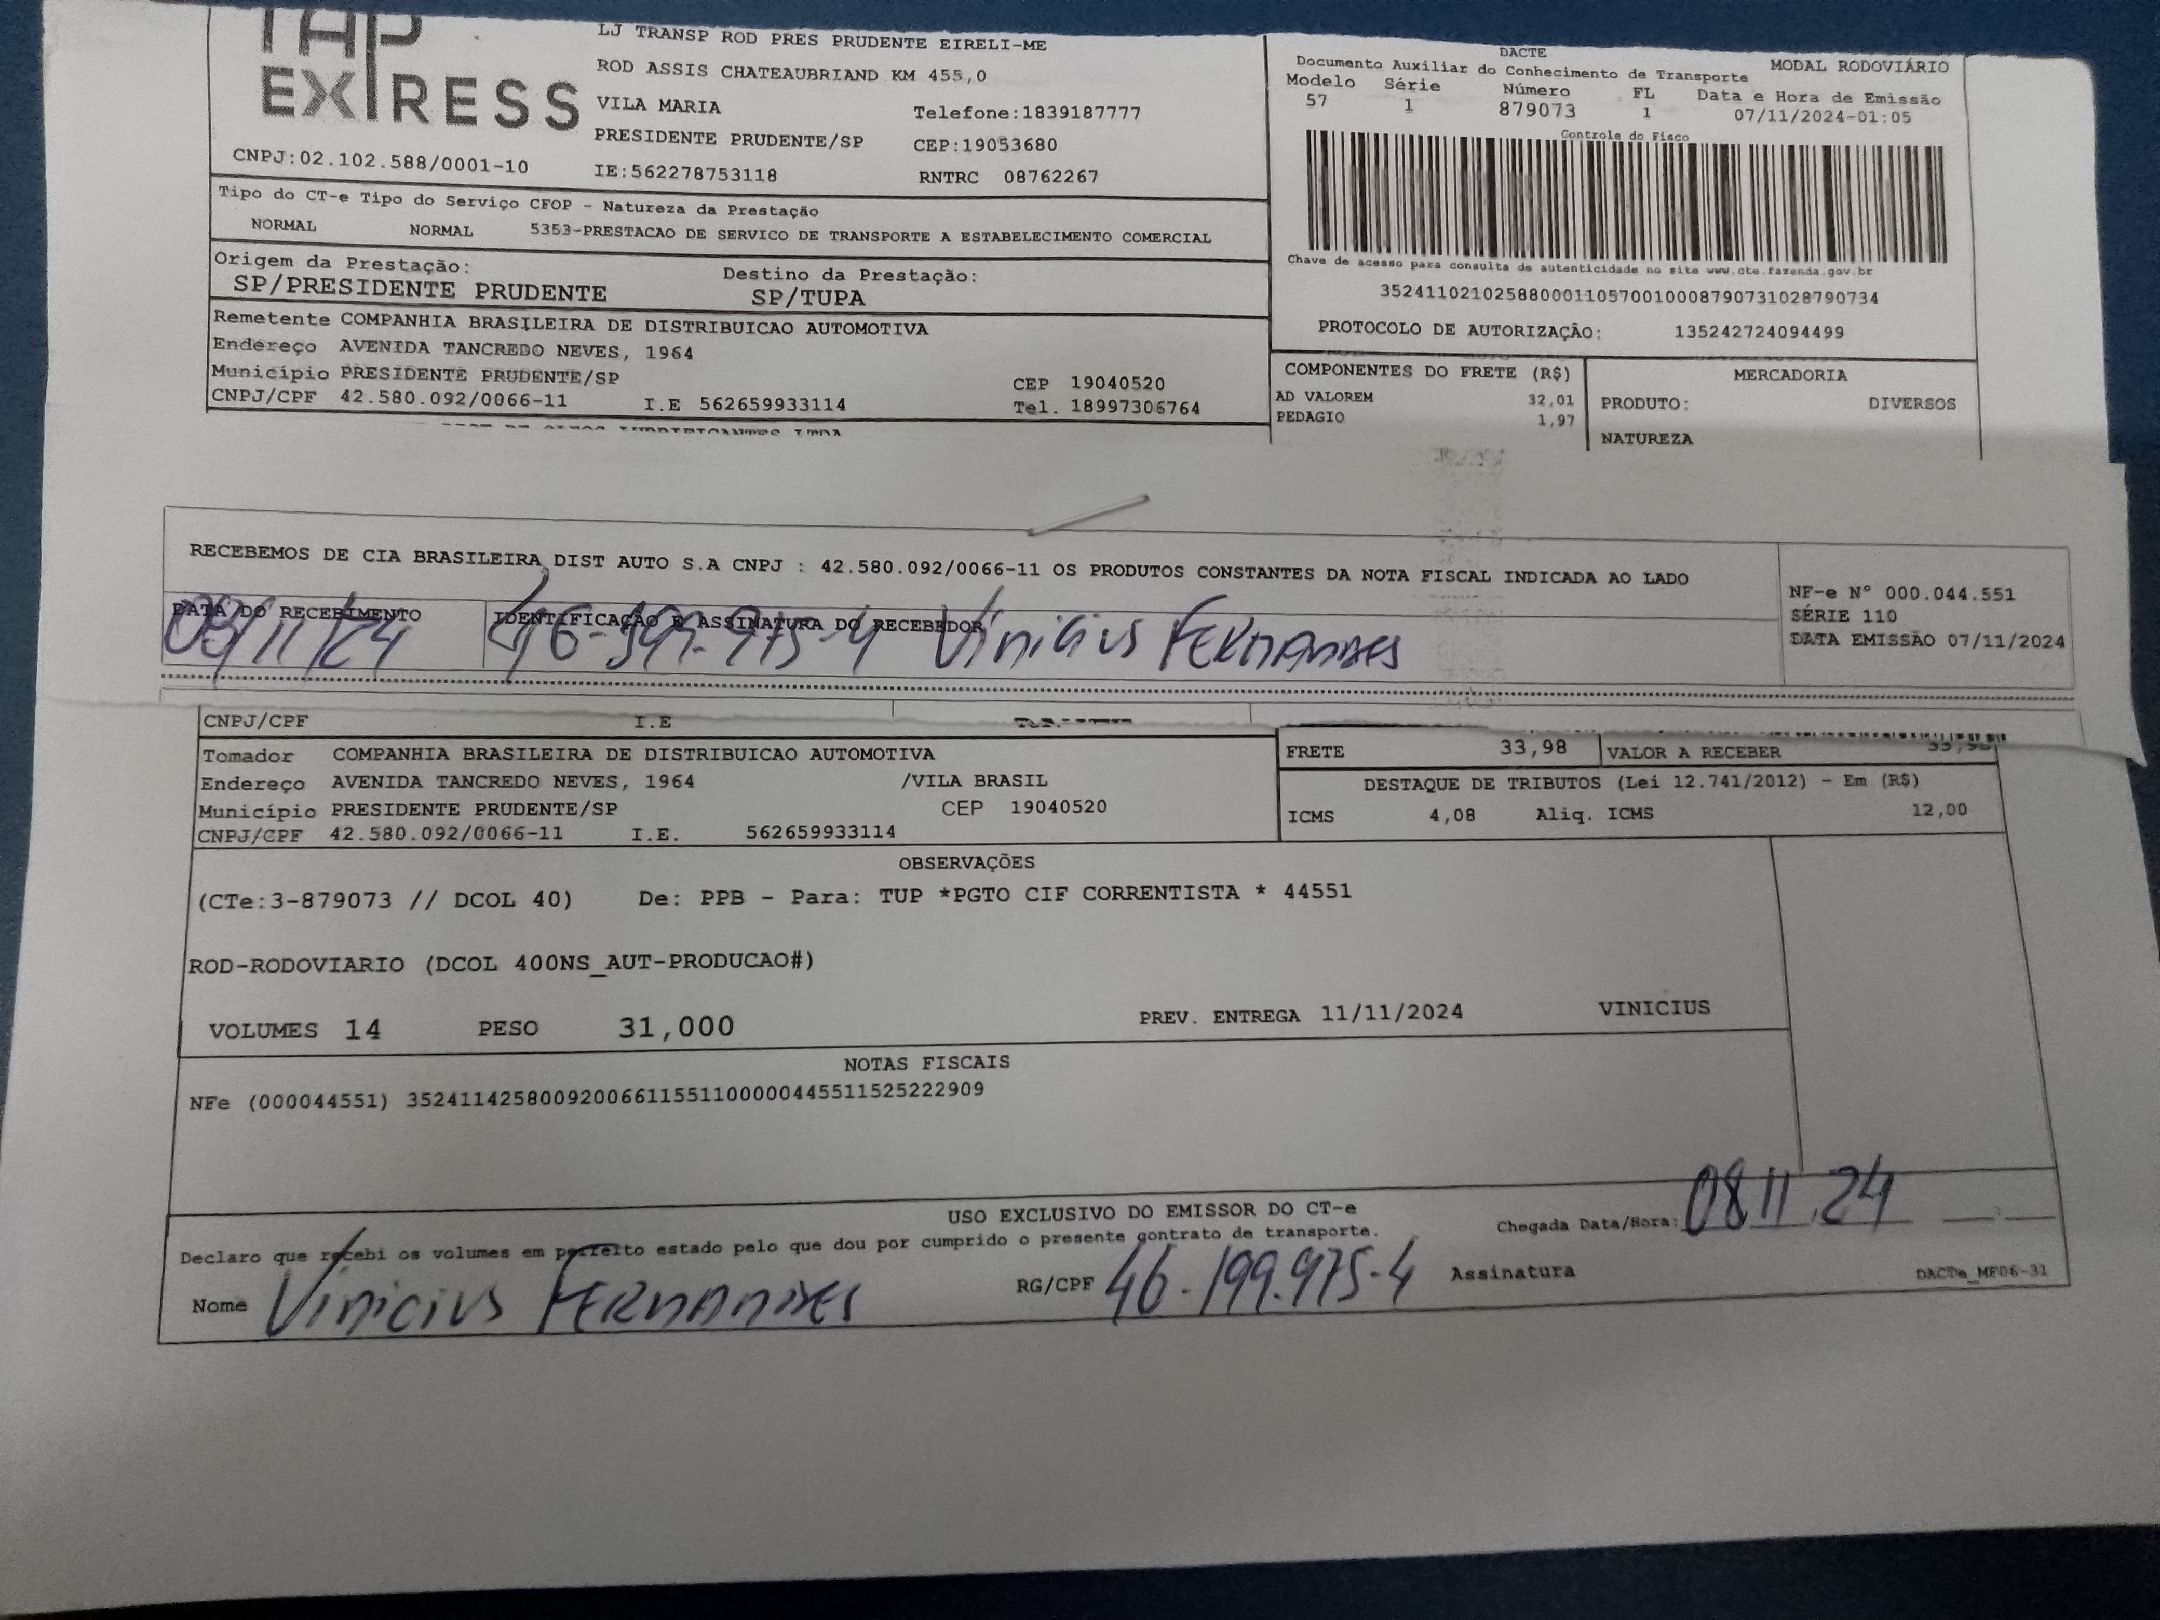 TAP
EXPRESS
CNPJ:02.102.588/0001-10
LJ TRANSP ROD PRES PRUDENTE EIRELI-ME
ROD ASSIS CHATEAUBRIAND KM 455,0
VILA MARIA Telefone:1839187777
PRESIDENTE PRUDENTE/SP CEP:19053680
IE:562278753118 RNTRC 08762267
DACTE
Documento Auxiliar do Conhecimento de Transporte MODAL RODOVIÁRIO
Modelo Série Número FL Data e Hora de Emissão
57 1 879073 1 07/11/2024-01:05
Controle do Fisco
Chave de acesso para consulta de autenticidade no site www.cte.fazenda.gov.br
35241102102588000110570010008790731028790734
PROTOCOLO DE AUTORIZAÇÃO: 135242724094499
Tipo do CT-e Tipo do Serviço CFOP - Natureza da Prestação
NORMAL NORMAL 5353-PRESTACAO DE SERVICO DE TRANSPORTE A ESTABELECIMENTO COMERCIAL
Origem da Prestação: Destino da Prestação:
SP/PRESIDENTE PRUDENTE SP/TUPA
Remetente COMPANHIA BRASILEIRA DE DISTRIBUICAO AUTOMOTIVA
Endereço AVENIDA TANCREDO NEVES, 1964
Município PRESIDENTE PRUDENTE/SP CEP 19040520
CNPJ/CPF 42.580.092/0066-11 I.E 562659933114 Tel. 18997306764
COMPONENTES DO FRETE (R$) MERCADORIA
AD VALOREM 32,01 PRODUTO: DIVERSOS
PEDAGIO 1,97 NATUREZA
RECEBEMOS DE CIA BRASILEIRA DIST AUTO S.A CNPJ : 42.580.092/0066-11 OS PRODUTOS CONSTANTES DA NOTA FISCAL INDICADA AO LADO
DATA DO RECEBIMENTO IDENTIFICAÇÃO E ASSINATURA DO RECEBEDOR
08/11/24 46-199.975-4 Vinicius FERNANDES
NF-e N° 000.044.551
SÉRIE 110
DATA EMISSÃO 07/11/2024
CNPJ/CPF I.E
Tomador COMPANHIA BRASILEIRA DE DISTRIBUICAO AUTOMOTIVA
Endereço AVENIDA TANCREDO NEVES, 1964 /VILA BRASIL
Município PRESIDENTE PRUDENTE/SP CEP 19040520
CNPJ/CPF 42.580.092/0066-11 I.E. 562659933114
FRETE 33,98 VALOR A RECEBER 33,98
DESTAQUE DE TRIBUTOS (Lei 12.741/2012) - Em (R$)
ICMS 4,08 Aliq. ICMS 12,00
OBSERVAÇÕES
(CTe:3-879073 // DCOL 40) De: PPB - Para: TUP *PGTO CIF CORRENTISTA * 44551
ROD-RODOVIARIO (DCOL 400NS_AUT-PRODUCAO#)
VOLUMES 14 PESO 31,000 PREV. ENTREGA 11/11/2024 VINICIUS
NOTAS FISCAIS
NFe (000044551) 35241142580092006611551100000445511525222909
USO EXCLUSIVO DO EMISSOR DO CT-e
Declaro que recebi os volumes em perfeito estado pelo que dou por cumprido o presente contrato de transporte.
Chegada Data/Hora: 08.11.24
Nome Vinicius FERNANDES RG/CPF 46.199.975-4 Assinatura
DACTe_MF06-31